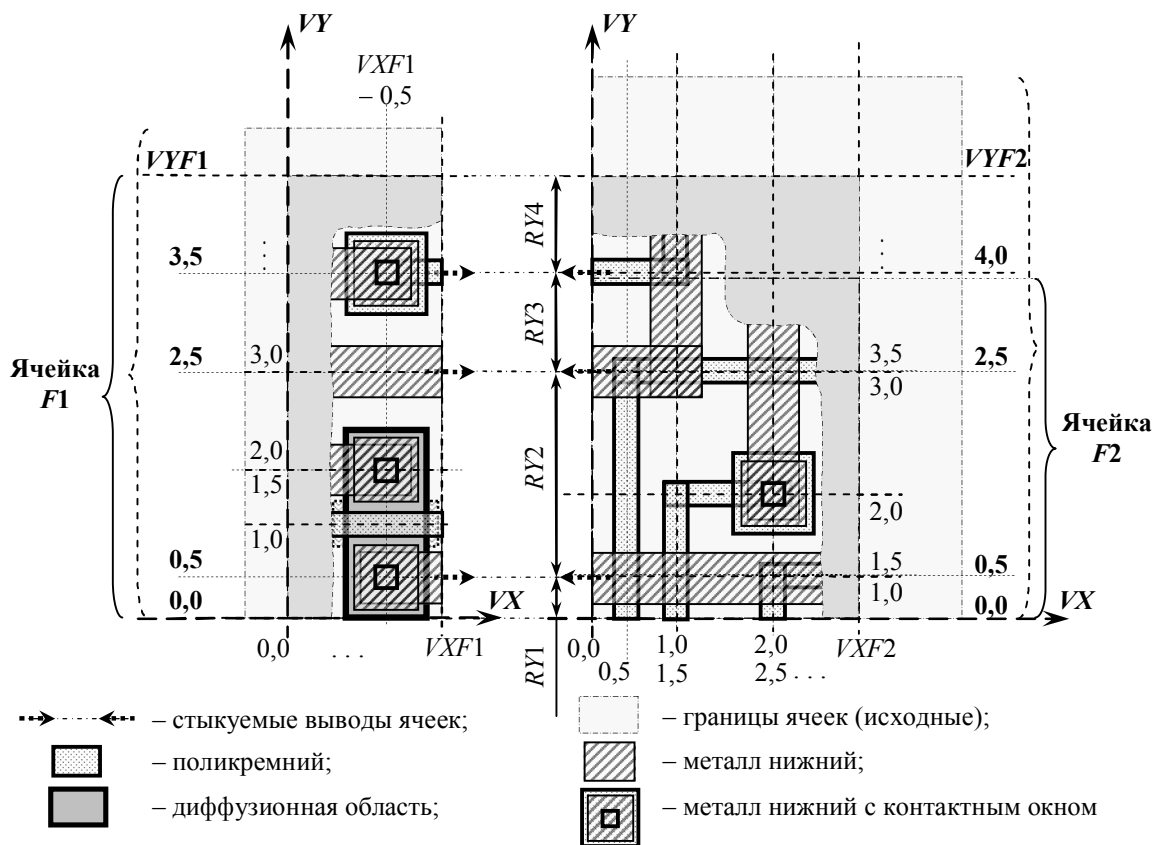 VY
VY
VXF1
– 0,5
VYF1
VYF2
RY4
3,5
4,0
RY3
2,5
3,0
3,5
2,5
3,0
Ячейка
F1
Ячейка
F2
2,0
1,5
RY2
2,0
1,0
0,5
1,5
0,5
1,0
0,0
0,0
VX
VX
0,0
. . .
VXF1
RY1
0,0
0,5
1,0
1,5
2,0
2,5
. . .
VXF2
– стыкуемые выводы ячеек;
– границы ячеек (исходные);
– поликремний;
– металл нижний;
– диффузионная область;
– металл нижний с контактным окном